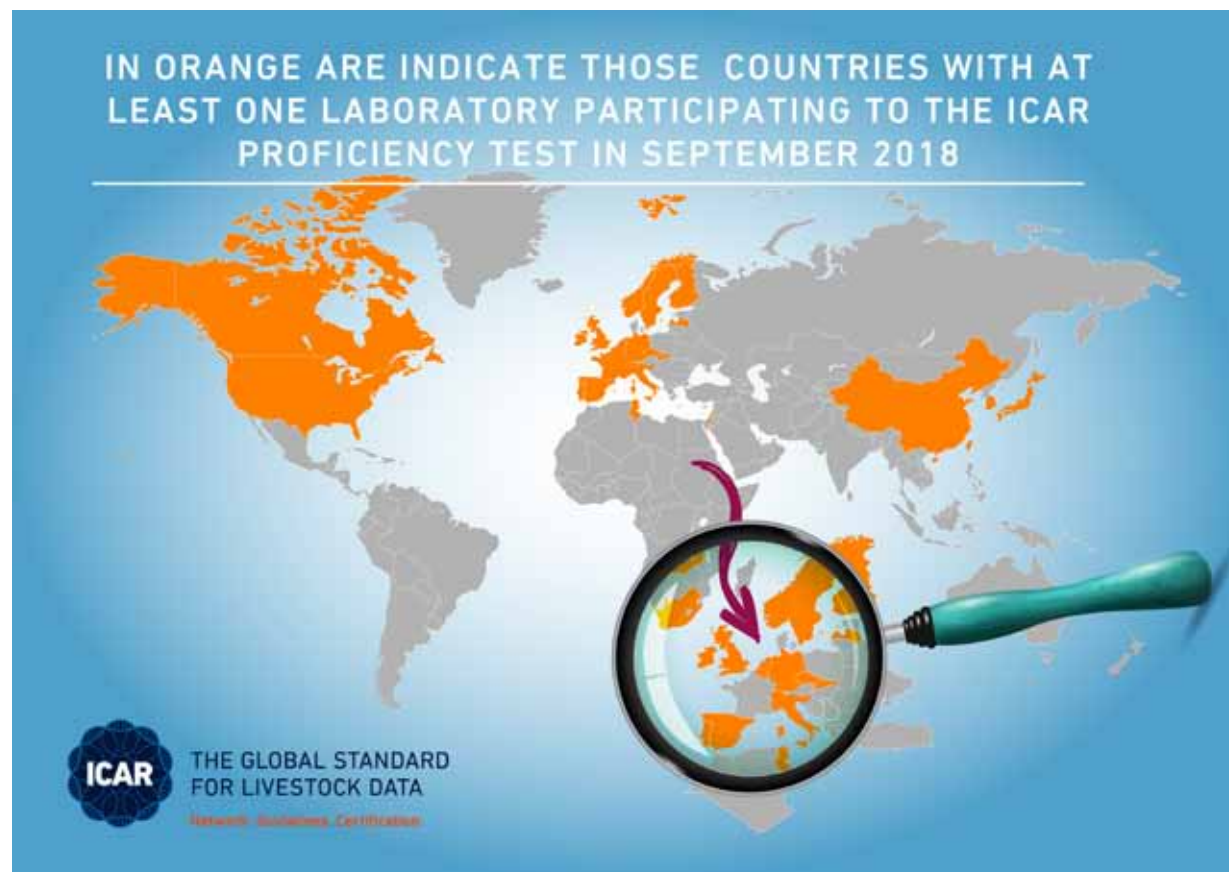 IN ORANGE ARE INDICATE THOSE COUNTRIES WITH AT
LEAST ONE LABORATORY PARTICIPATING TO THE ICAR
PROFICIENCY TEST IN SEPTEMBER 2018
ICAR
THE GLOBAL STANDARD
FOR LIVESTOCK DATA
Network. Guidelines. Certification.